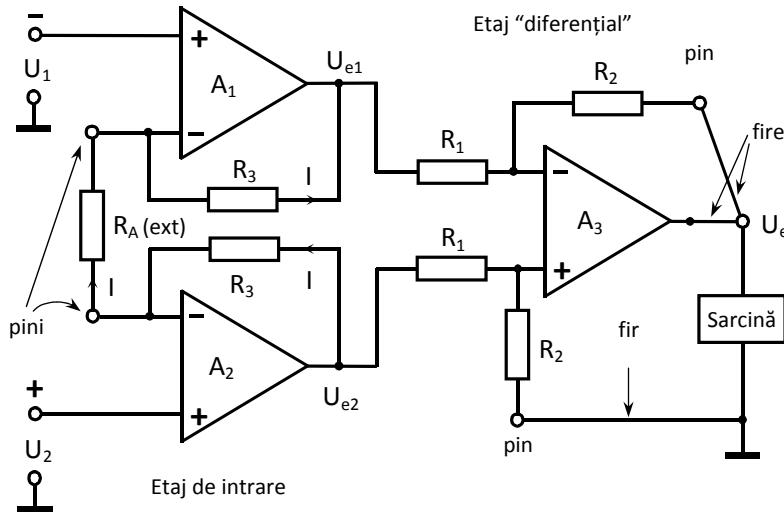 Etaj “diferențial”
−
+
U1
A1
Ue1
R2
pin
−
R3
I
R1
fire
−
RA (ext)
A3
Ue
I
R3
I
R1
+
pini
−
Sarcină
A2
R2
fir
+
+
Ue2
U2
pin
Etaj de intrare